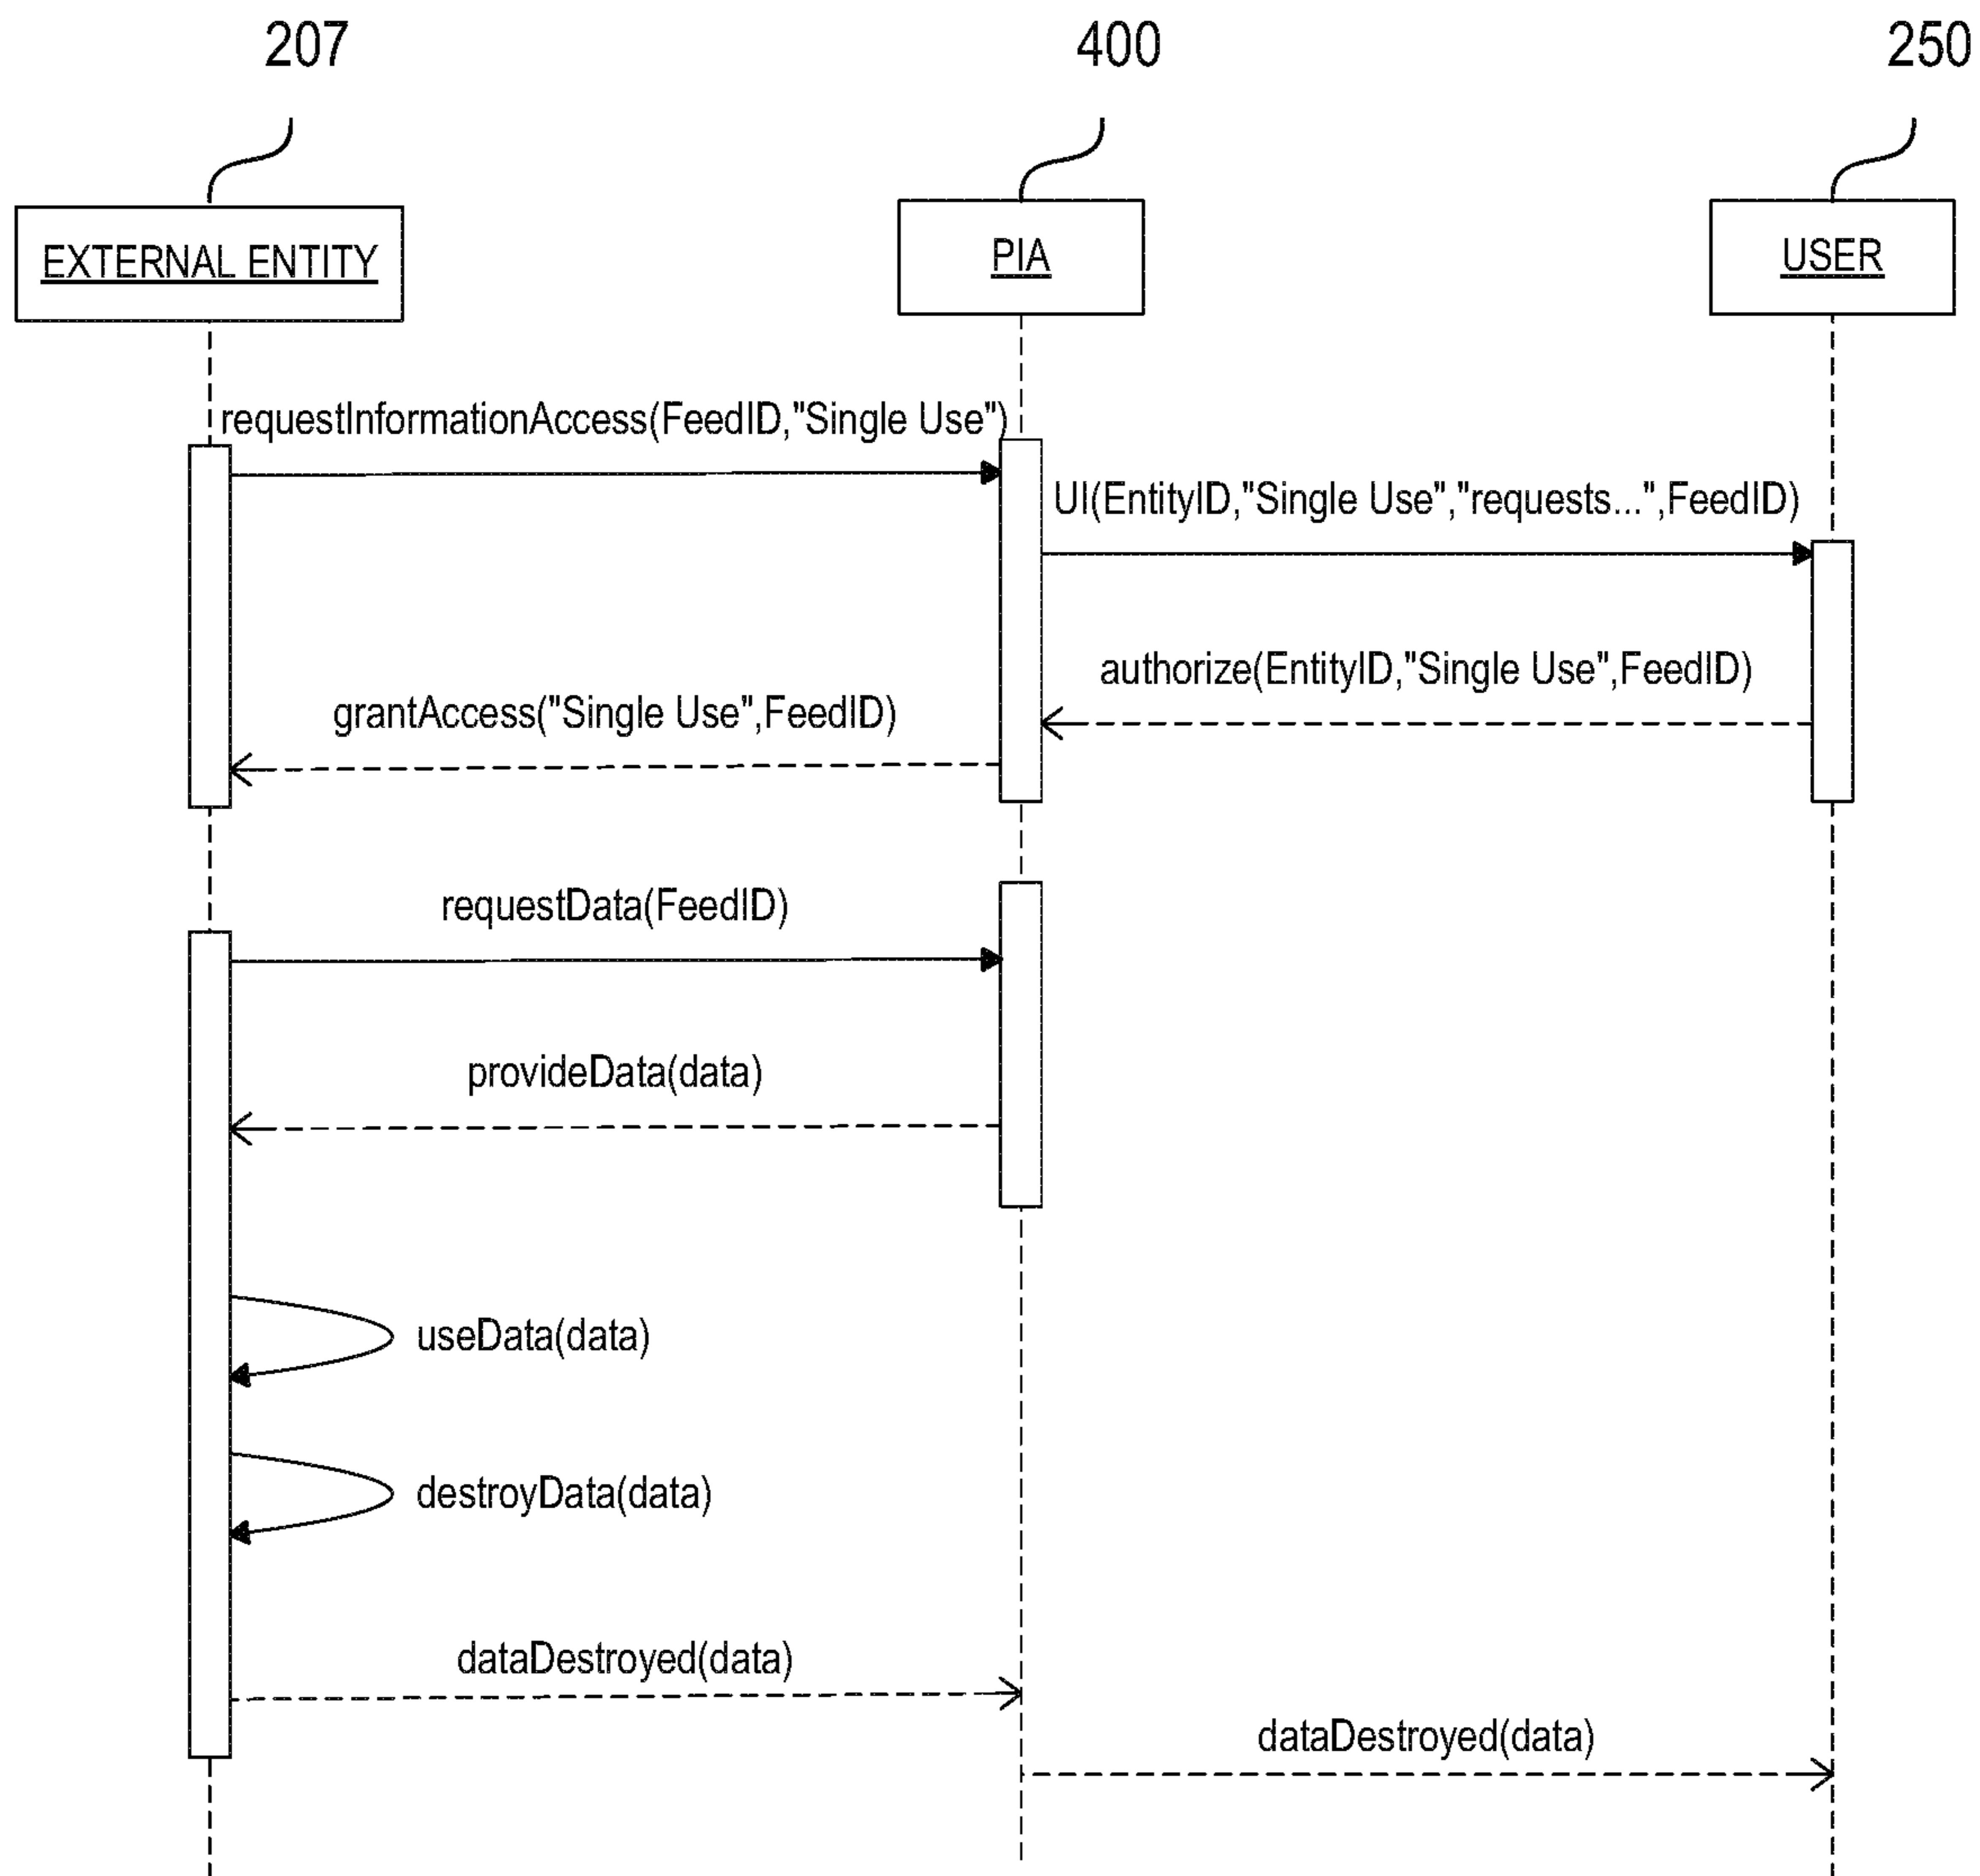 207
400
250
EXTERNAL ENTITY
PIA
USER
requestInformationAccess(FeedID,"Single Use")
UI(EntityID,"Single Use","requests...",FeedID)
authorize(EntityID,"Single Use",FeedID)
grantAccess("Single Use",FeedID)
requestData(FeedID)
provideData(data)
useData(data)
destroyData(data)
dataDestroyed(data)
dataDestroyed(data)